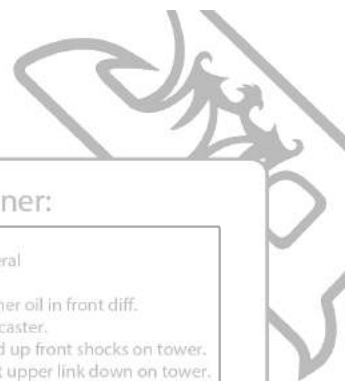 ner:
eral
ner oil in front diff.
caster.
d up front shocks on tower.
t upper link down on tower.